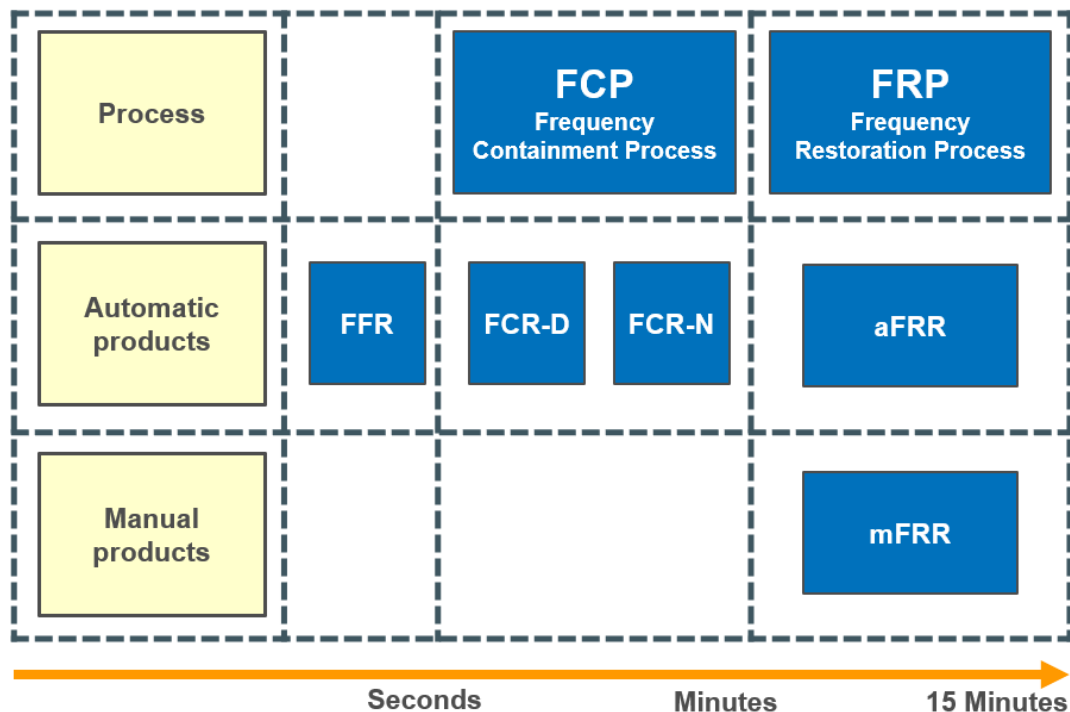 Process
FCP
Frequency
Containment Process
FRP
Frequency
Restoration Process
Automatic
products
FFR
FCR-D
FCR-N
aFRR
Manual
products
mFRR
Seconds
Minutes
15 Minutes